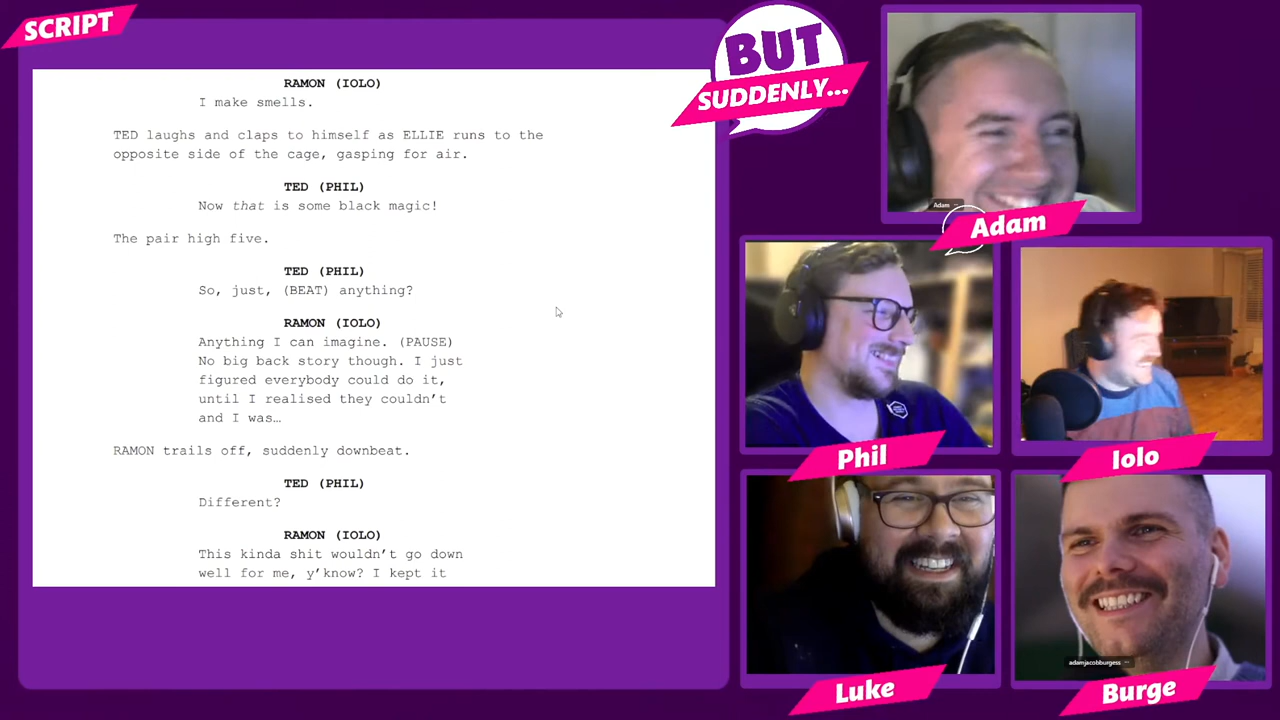 SCRIPT
RAMON (IOLO)
I make smells.
TED laughs and claps to himself as ELLIE runs to the
opposite side of the cage, gasping for air.
TED (PHIL)
Now that is some black magic!
The pair high five.
TED (PHIL)
So, just, (BEAT) anything?
RAMON (IOLO)
Anything I can imagine. (PAUSE)
No big back story though. I just
figured everybody could do it,
until I realised they couldn't
and I was…
RAMON trails off, suddenly downbeat.
TED (PHIL)
Different?
RAMON (IOLO)
This kinda shit wouldn't go down
well for me, y'know? I kept it
BUT
SUDDENLY...
Adam
Adam
Phil
Iolo
Luke
adamjacobburgess
Burge